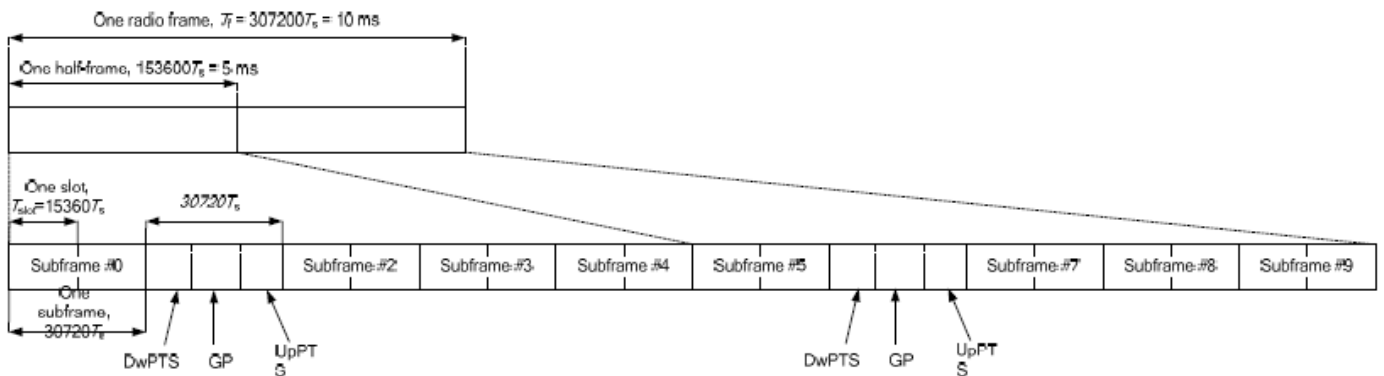 One radio frame, Tf = 307200Ts = 10 ms
One half-frame, 153600Ts = 5 ms
One slot,
Tslot=15360Ts
30720Ts
Subframe #0
Subframe #2
Subframe #3
Subframe #4
Subframe #5
Subframe #7
Subframe #8
Subframe #9
One
subframe,
30720Ts
DwPTS
GP
UpPT
S
DwPTS
GP
UpPT
S